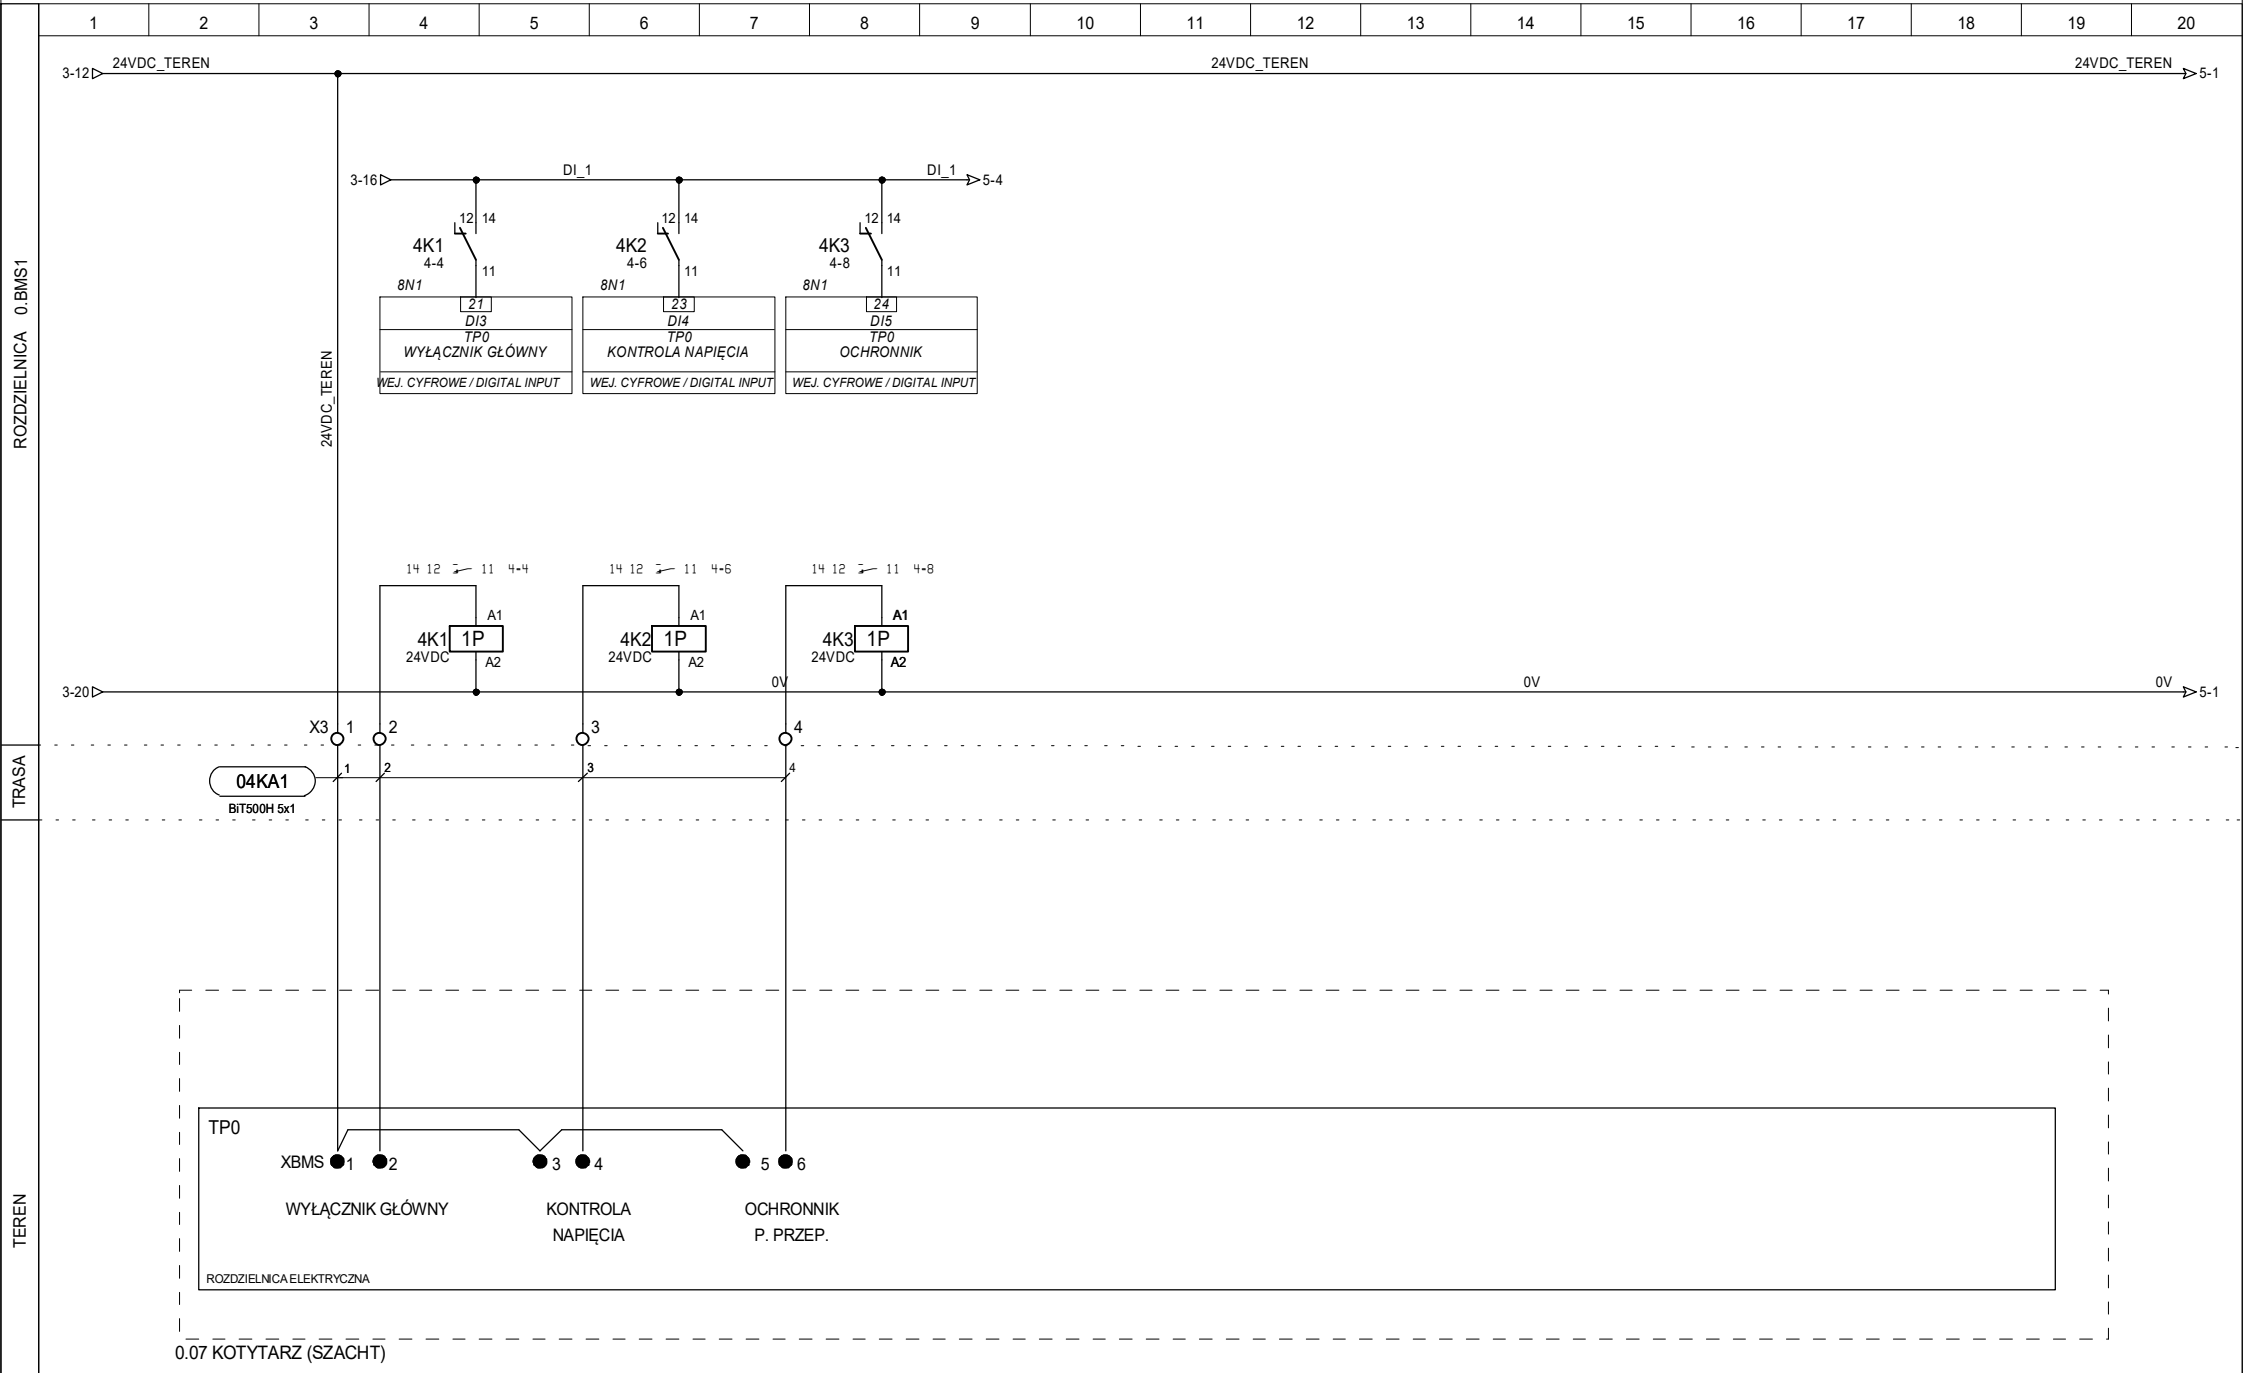 1 2 3 4 5 6 7 8 9 10 11 12 13 14 15 16 17 18 19 20
3-12 24VDC_TEREN 24VDC_TEREN 24VDC_TEREN 5-1
3-16 DI_1 DI_1 5-4
12 14 12 14 12 14
4K1 4K2 4K3
4-4 4-6 4-8
11 11 11
8N1 8N1 8N1
21 23 24
DI3 DI4 DI5
TP0 TP0 TP0
WYŁĄCZNIK GŁÓWNY KONTROLA NAPIĘCIA OCHRONNIK
WEJ. CYFROWE / DIGITAL INPUT WEJ. CYFROWE / DIGITAL INPUT WEJ. CYFROWE / DIGITAL INPUT
ROZDZIELNICA 0.BMS1
24VDC_TEREN
14 12 11 4-4 14 12 11 4-6 14 12 11 4-8
A1 A1 A1
4K1 1P 4K2 1P 4K3 1P
24VDC A2 24VDC A2 24VDC A2
3-20 0V 0V 0V 5-1
X3 1 2 3 4
TRASA
1 2 3 4
04KA1
BiT500H 5x1
TEREN
TP0
XBMS 1 2 3 4 5 6
WYŁĄCZNIK GŁÓWNY KONTROLA OCHRONNIK
NAPIĘCIA P. PRZEP.
ROZDZIELNICA ELEKTRYCZNA
0.07 KOTYTARZ (SZACHT)